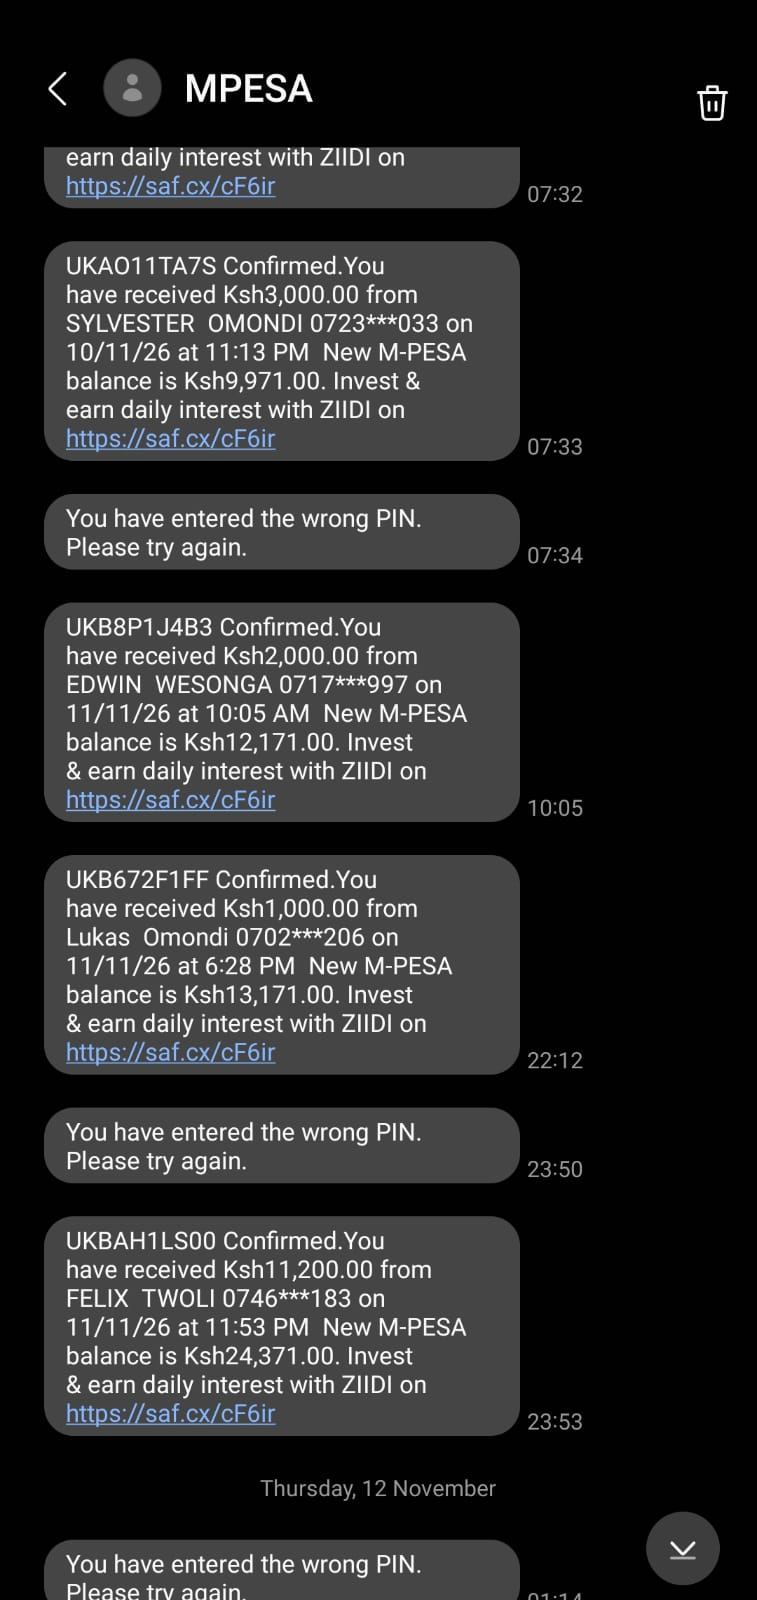 MPESA
earn daily interest with ZIIDI on
https://saf.cx/cF6ir
07:32
UKAO11TA7S Confirmed.You
have received Ksh3,000.00 from
SYLVESTER  OMONDI 0723***033 on
10/11/26 at 11:13 PM  New M-PESA
balance is Ksh9,971.00. Invest &
earn daily interest with ZIIDI on
https://saf.cx/cF6ir
07:33
You have entered the wrong PIN.
Please try again.
07:34
UKB8P1J4B3 Confirmed.You
have received Ksh2,000.00 from
EDWIN  WESONGA 0717***997 on
11/11/26 at 10:05 AM  New M-PESA
balance is Ksh12,171.00. Invest
& earn daily interest with ZIIDI on
https://saf.cx/cF6ir
10:05
UKB672F1FF Confirmed.You
have received Ksh1,000.00 from
Lukas  Omondi 0702***206 on
11/11/26 at 6:28 PM  New M-PESA
balance is Ksh13,171.00. Invest
& earn daily interest with ZIIDI on
https://saf.cx/cF6ir
22:12
You have entered the wrong PIN.
Please try again.
23:50
UKBAH1LS00 Confirmed.You
have received Ksh11,200.00 from
FELIX  TWOLI 0746***183 on
11/11/26 at 11:53 PM  New M-PESA
balance is Ksh24,371.00. Invest
& earn daily interest with ZIIDI on
https://saf.cx/cF6ir
23:53
Thursday, 12 November
You have entered the wrong PIN.
Please try again.
01:14